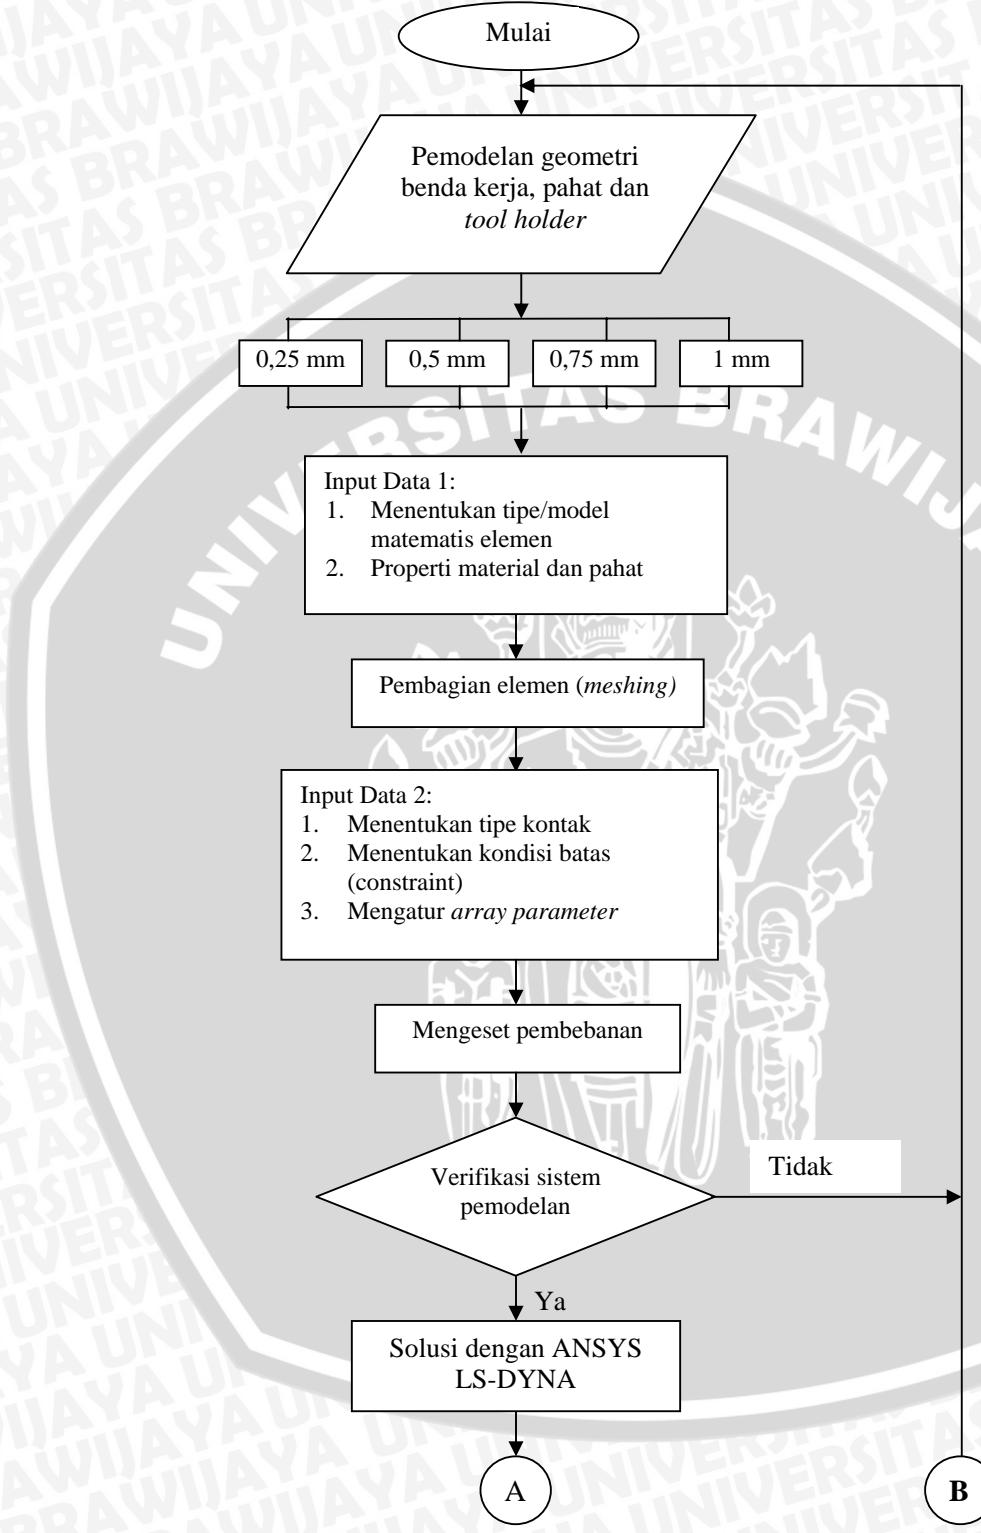 Mulai
Pemodelan geometri
benda kerja, pahat dan
tool holder
0,25 mm
0,5 mm
0,75 mm
1 mm
Input Data 1:
1. Menentukan tipe/model
matematis elemen
2. Properti material dan pahat
Pembagian elemen (meshing)
Input Data 2:
1. Menentukan tipe kontak
2. Menentukan kondisi batas
(constraint)
3. Mengatur array parameter
Mengeset pembebanan
Verifikasi sistem
pemodelan
Tidak
Ya
Solusi dengan ANSYS
LS-DYNA
A
B
UNIVERSITAS BRAWIJA